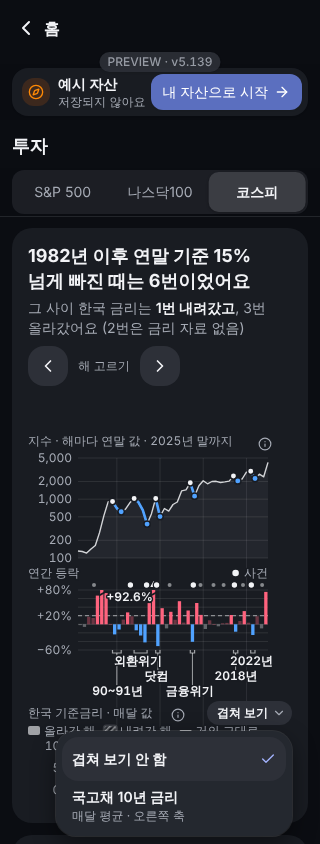 홈
PREVIEW · v5.139
예시 자산
저장되지 않아요
내 자산으로 시작 →
투자
S&P 500
나스닥100
코스피
1982년 이후 연말 기준 15%
넘게 빠진 때는 6번이었어요
그 사이 한국 금리는 1번 내려갔고, 3번
올라갔어요 (2번은 금리 자료 없음)
해 고르기
지수 · 해마다 연말 값 · 2025년 말까지
5,000
2,000
1,000
500
200
100
연간 등락
사건
+80%
+92.6%
+20%
−60%
외환위기
2022년
닷컴
2018년
90~91년
금융위기
한국 기준금리 · 매달 값
겹쳐 보기
겹쳐 보기 안 함
국고채 10년 금리
매달 평균 · 오른쪽 축